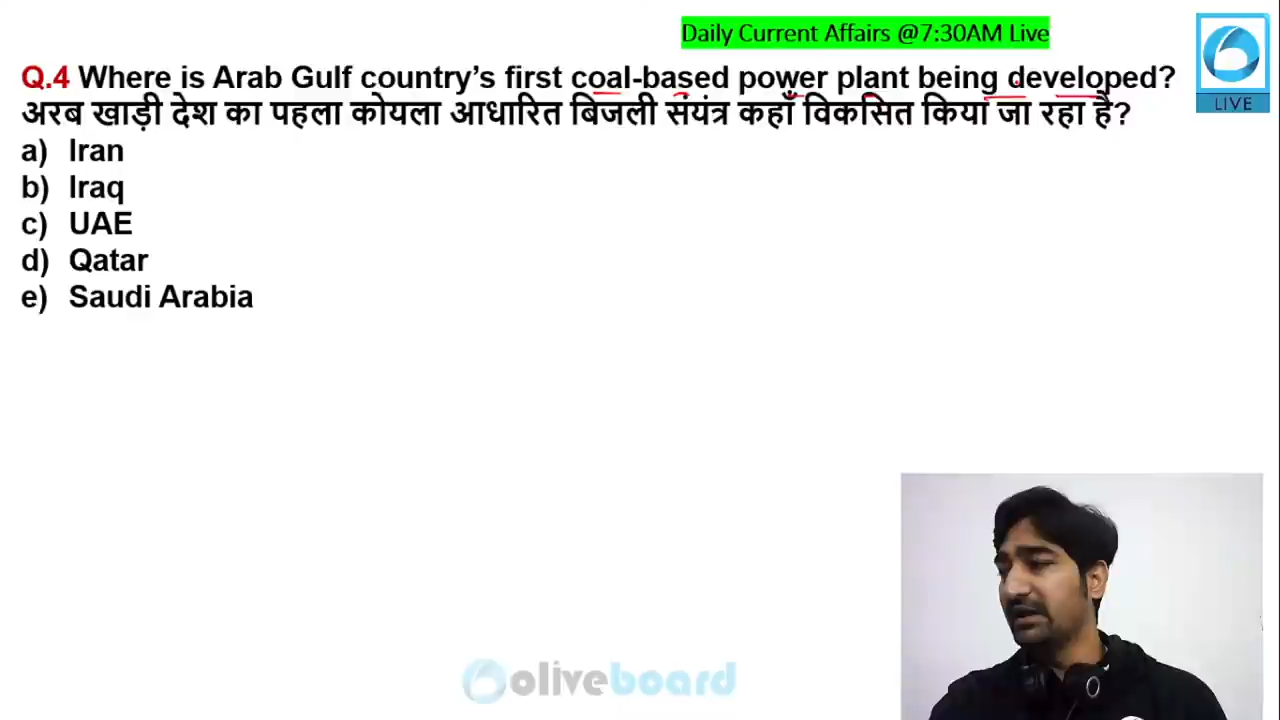 Daily Current Affairs @7:30AM Live
LIVE
Q.4 Where is Arab Gulf country's first coal-based power plant being developed?
अरब खाड़ी देश का पहला कोयला आधारित बिजली संयंत्र कहाँ विकसित किया जा रहा है?
a) Iran
b) Iraq
c) UAE
d) Qatar
e) Saudi Arabia
oliveboard